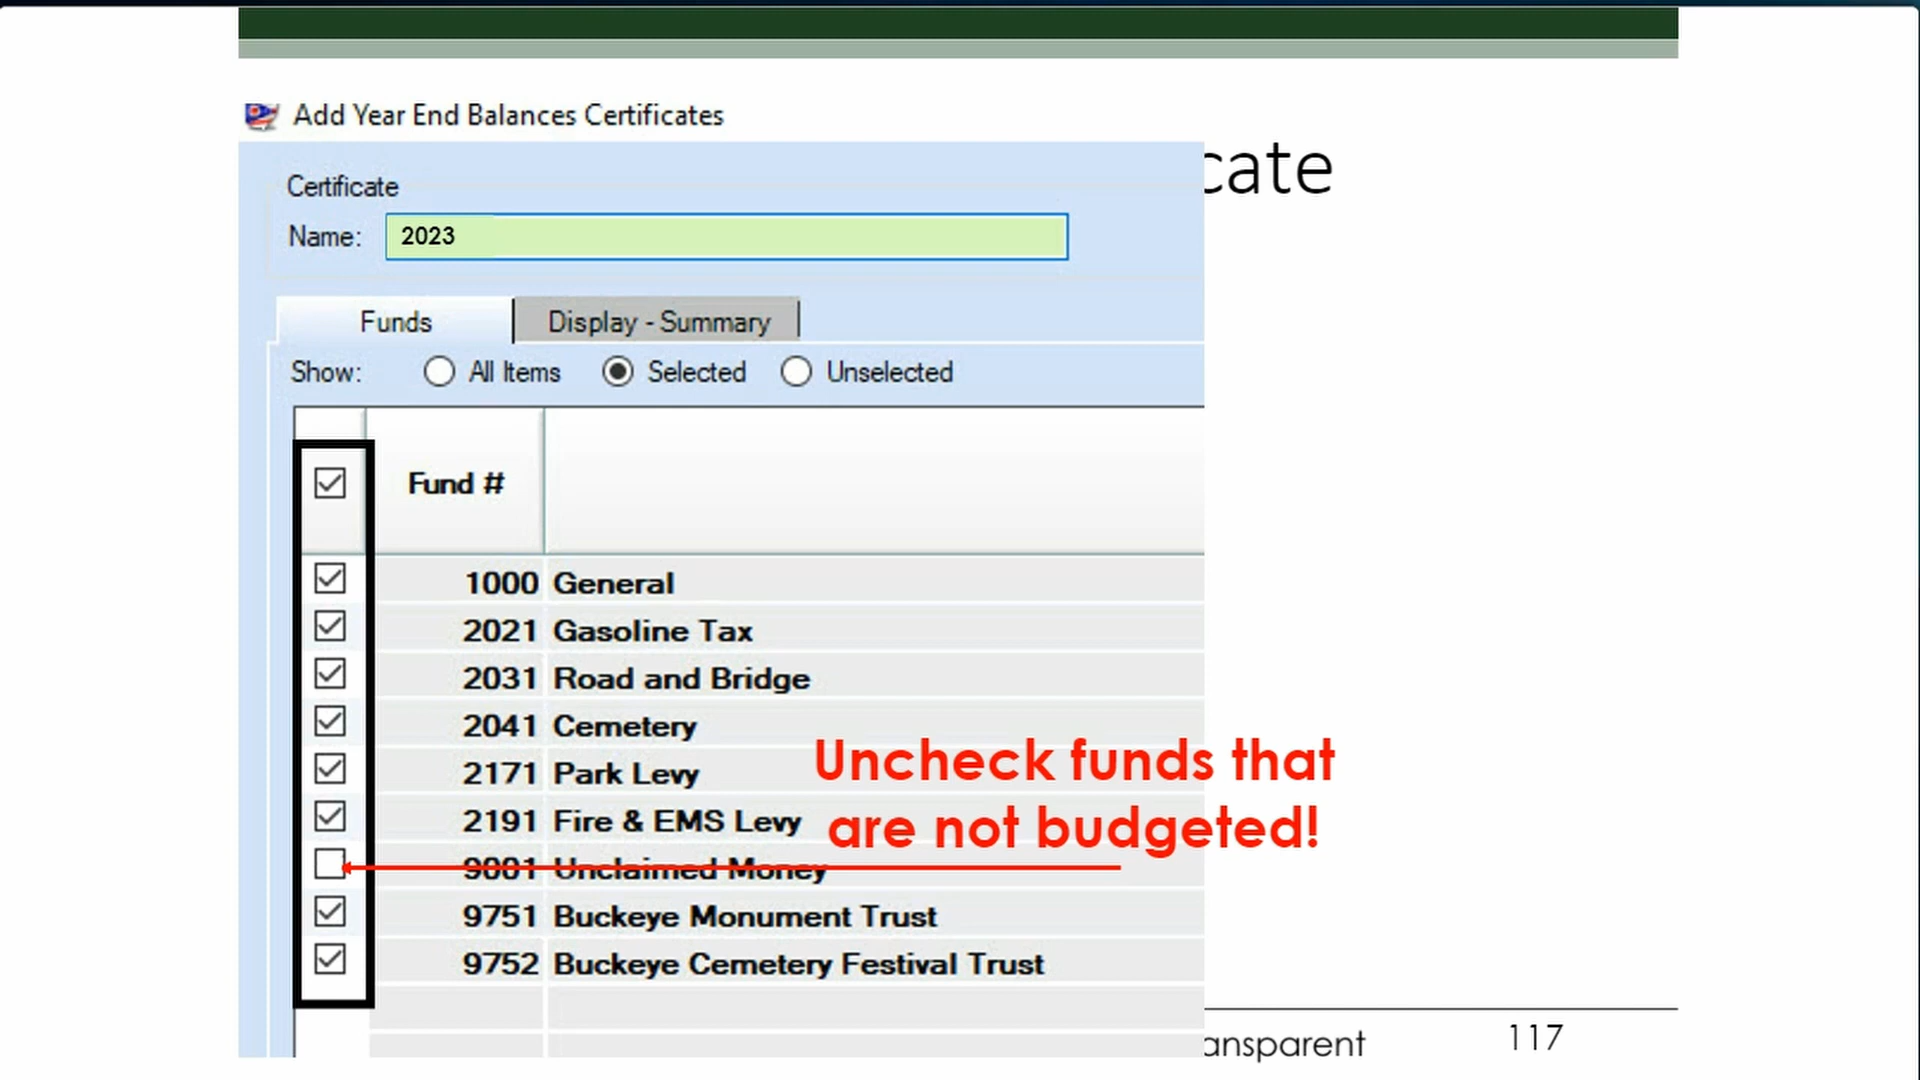 Add Year End Balances Certificates
cate
Certificate
Name: 2023
Funds Display - Summary
Show: All Items Selected Unselected
Fund #
1000 General
2021 Gasoline Tax
2031 Road and Bridge
2041 Cemetery
2171 Park Levy
Uncheck funds that
are not budgeted!
2191 Fire & EMS Levy
9001 Unclaimed Money
9751 Buckeye Monument Trust
9752 Buckeye Cemetery Festival Trust
ansparent 117